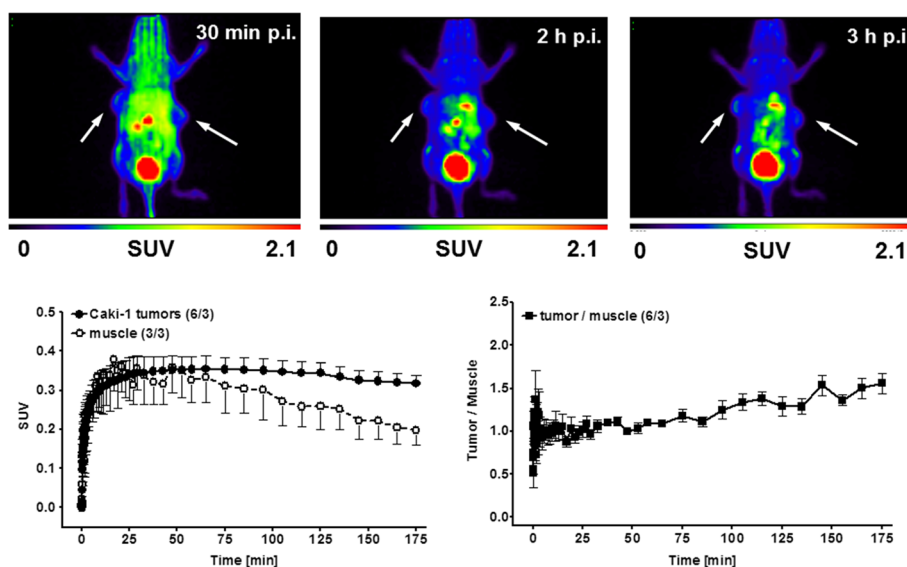 30 min p.i.
2 h p.i.
3 h p.i.
0 SUV 2.1
0 SUV 2.1
0 SUV 2.1
Caki-1 tumors (6/3)
muscle (3/3)
0.5
0.4
0.3
0.2
0.1
0.0
SUV
0 25 50 75 100 125 150 175
Time [min]
tumor / muscle (6/3)
2.5
2.0
1.5
1.0
0.5
0.0
Tumor / Muscle
0 25 50 75 100 125 150 175
Time [min]